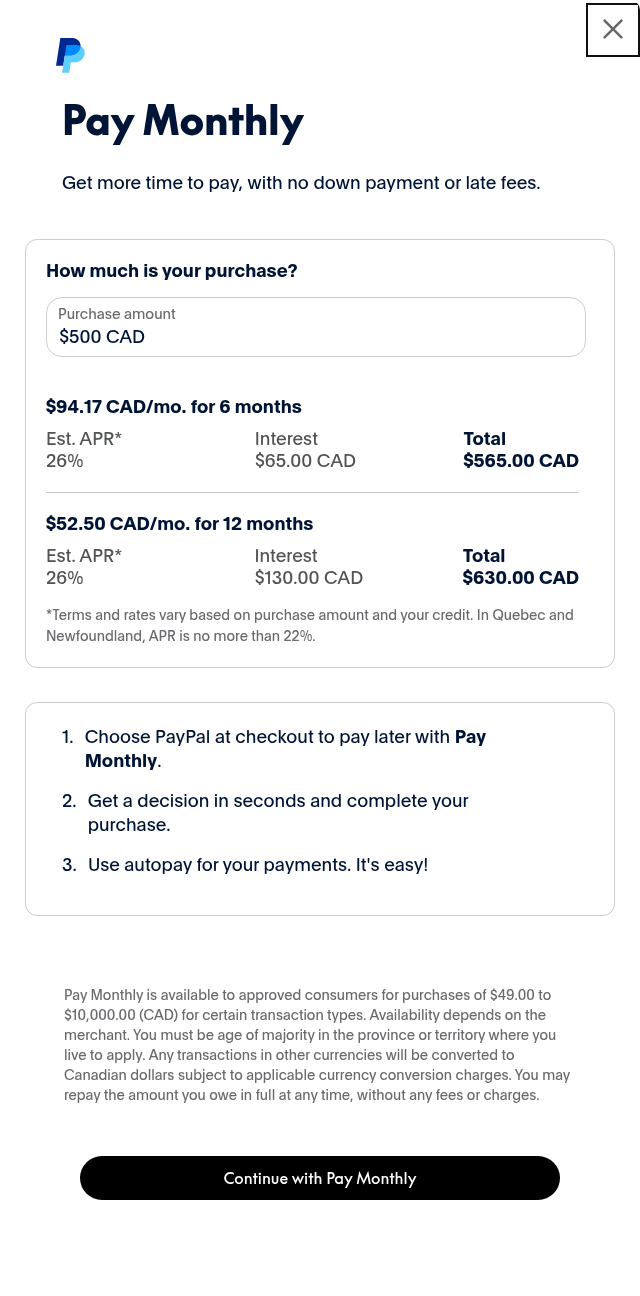 Pay Monthly
Get more time to pay, with no down payment or late fees.
How much is your purchase?
Purchase amount
$500 CAD
$94.17 CAD/mo. for 6 months
Est. APR* Interest Total
26% $65.00 CAD $565.00 CAD
$52.50 CAD/mo. for 12 months
Est. APR* Interest Total
26% $130.00 CAD $630.00 CAD
*Terms and rates vary based on purchase amount and your credit. In Quebec and
Newfoundland, APR is no more than 22%.
1. Choose PayPal at checkout to pay later with Pay
Monthly.
2. Get a decision in seconds and complete your
purchase.
3. Use autopay for your payments. It's easy!
Pay Monthly is available to approved consumers for purchases of $49.00 to
$10,000.00 (CAD) for certain transaction types. Availability depends on the
merchant. You must be age of majority in the province or territory where you
live to apply. Any transactions in other currencies will be converted to
Canadian dollars subject to applicable currency conversion charges. You may
repay the amount you owe in full at any time, without any fees or charges.
Continue with Pay Monthly